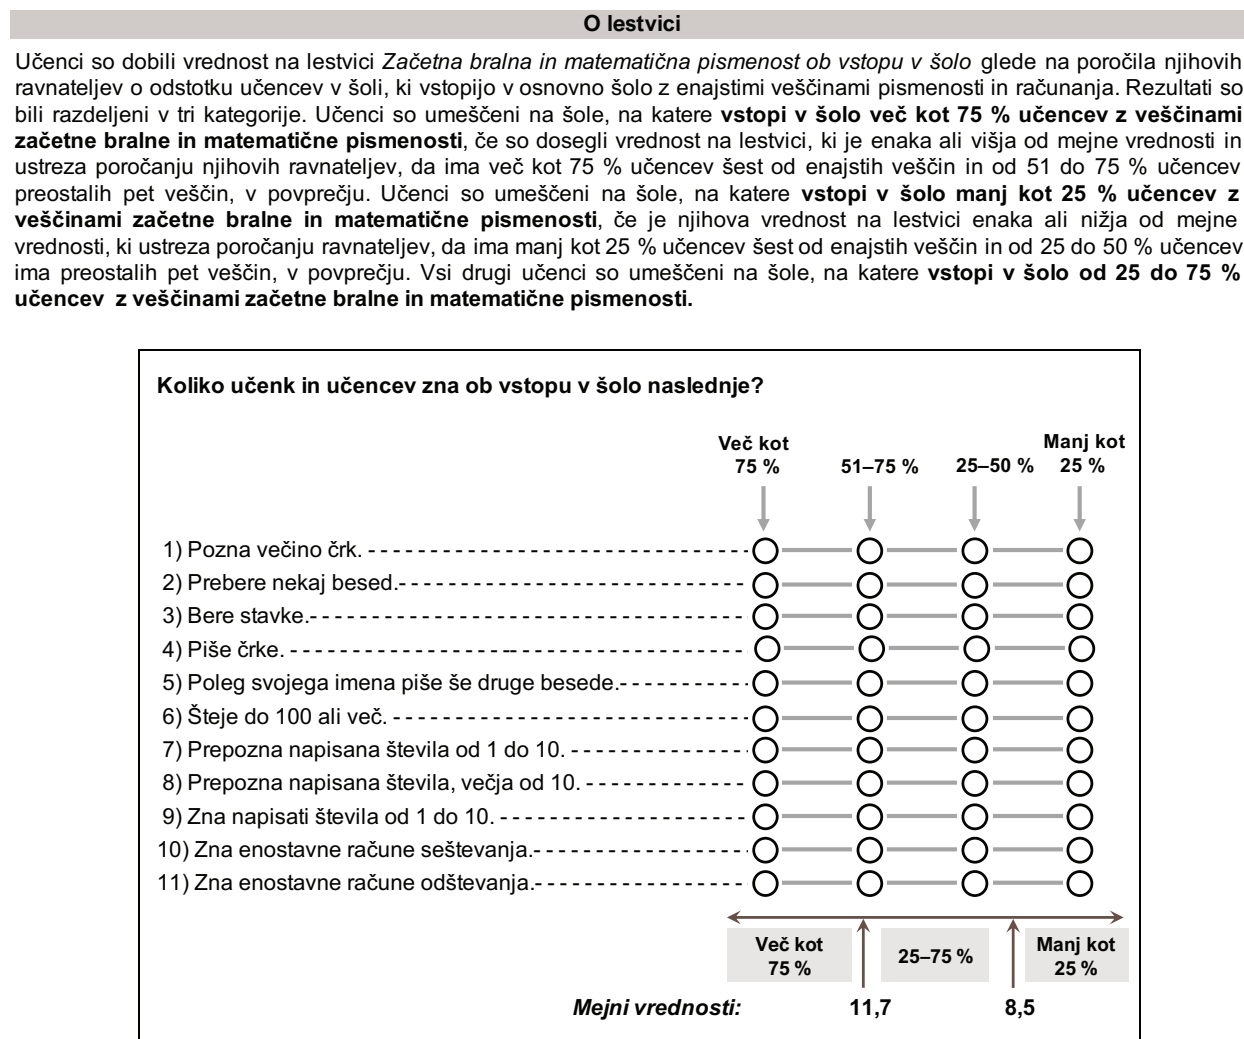 O lestvici
Učenci so dobili vrednost na lestvici Začetna bralna in matematična pismenost ob vstopu v šolo glede na poročila njihovih
ravnateljev o odstotku učencev v šoli, ki vstopijo v osnovno šolo z enajstimi veščinami pismenosti in računanja. Rezultati so
bili razdeljeni v tri kategorije. Učenci so umeščeni na šole, na katere vstopi v šolo več kot 75 % učencev z veščinami
začetne bralne in matematične pismenosti, če so dosegli vrednost na lestvici, ki je enaka ali višja od mejne vrednosti in
ustreza poročanju njihovih ravnateljev, da ima več kot 75 % učencev šest od enajstih veščin in od 51 do 75 % učencev
preostalih pet veščin, v povprečju. Učenci so umeščeni na šole, na katere vstopi v šolo manj kot 25 % učencev z
veščinami začetne bralne in matematične pismenosti, če je njihova vrednost na lestvici enaka ali nižja od mejne
vrednosti, ki ustreza poročanju ravnateljev, da ima manj kot 25 % učencev šest od enajstih veščin in od 25 do 50 % učencev
ima preostalih pet veščin, v povprečju. Vsi drugi učenci so umeščeni na šole, na katere vstopi v šolo od 25 do 75 %
učencev z veščinami začetne bralne in matematične pismenosti.
Koliko učenk in učencev zna ob vstopu v šolo naslednje?
Več kot 75 %
51–75 %
25–50 %
Manj kot 25 %
1) Pozna večino črk.
2) Prebere nekaj besed.
3) Bere stavke.
4) Piše črke.
5) Poleg svojega imena piše še druge besede.
6) Šteje do 100 ali več.
7) Prepozna napisana števila od 1 do 10.
8) Prepozna napisana števila, večja od 10.
9) Zna napisati števila od 1 do 10.
10) Zna enostavne račune seštevanja.
11) Zna enostavne račune odštevanja.
Več kot
75 %
25–75 %
Manj kot
25 %
Mejni vrednosti: 11,7 8,5